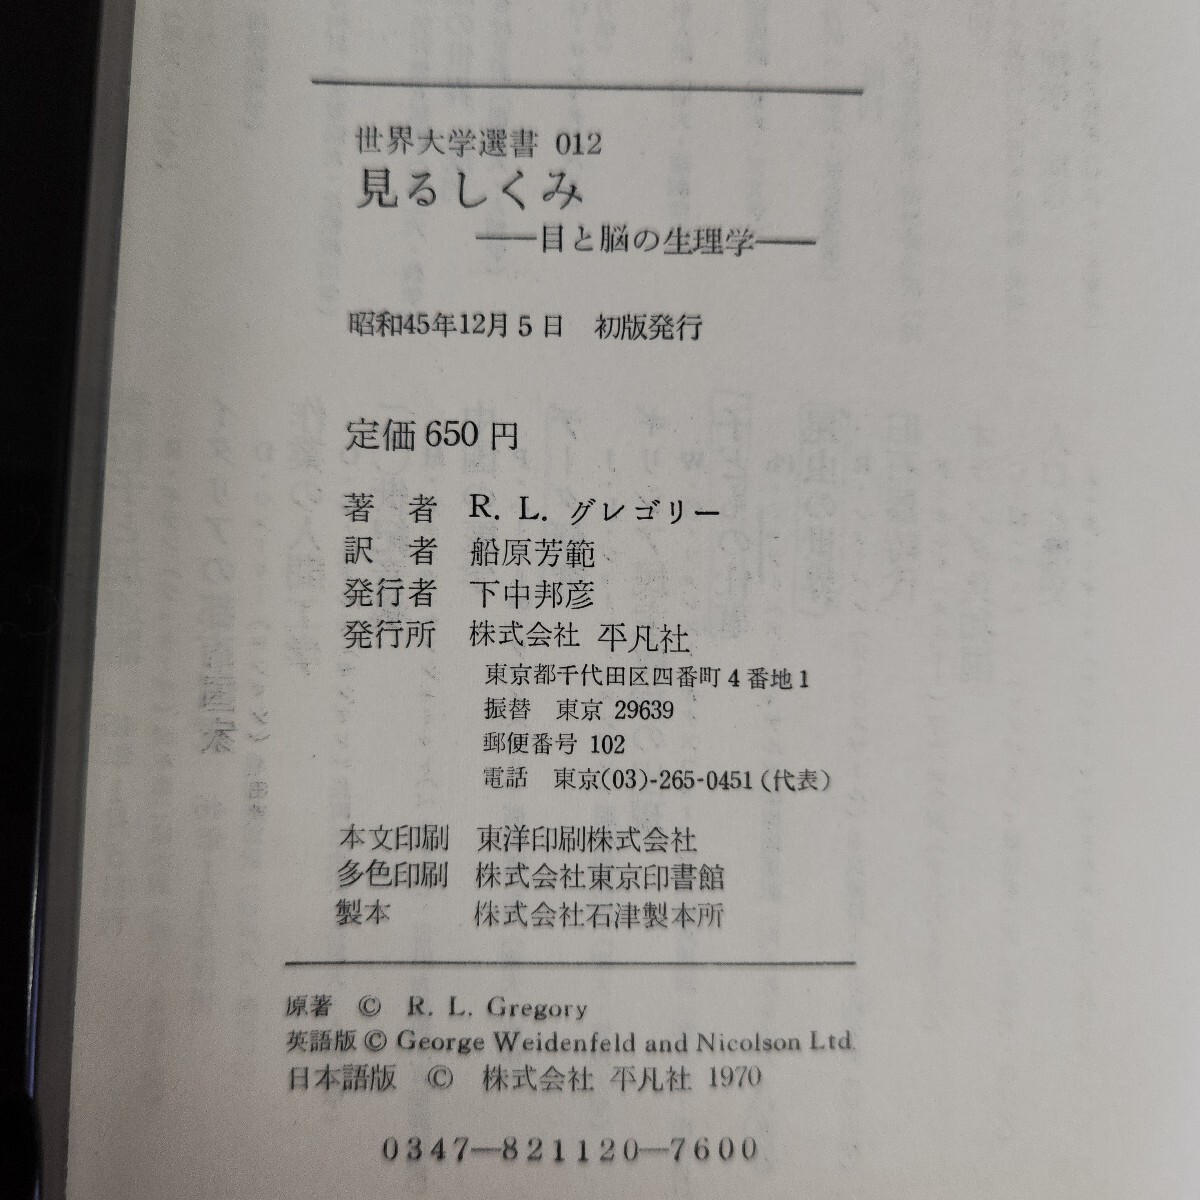 世界大学選書 012
見るしくみ
——目と脳の生理学——
昭和45年12月5日　初版発行
定価650円
著　者　R. L. グレゴリー
訳　者　船原芳範
発行者　下中邦彦
発行所　株式会社 平凡社
東京都千代田区四番町4番地1
振替　東京 29639
郵便番号 102
電話　東京(03)-265-0451(代表)
本文印刷　東洋印刷株式会社
多色印刷　株式会社東京印書館
製本　株式会社石津製本所
原著　© R. L. Gregory
英語版 © George Weidenfeld and Nicolson Ltd.
日本語版　© 株式会社 平凡社 1970
0347—821120—7600